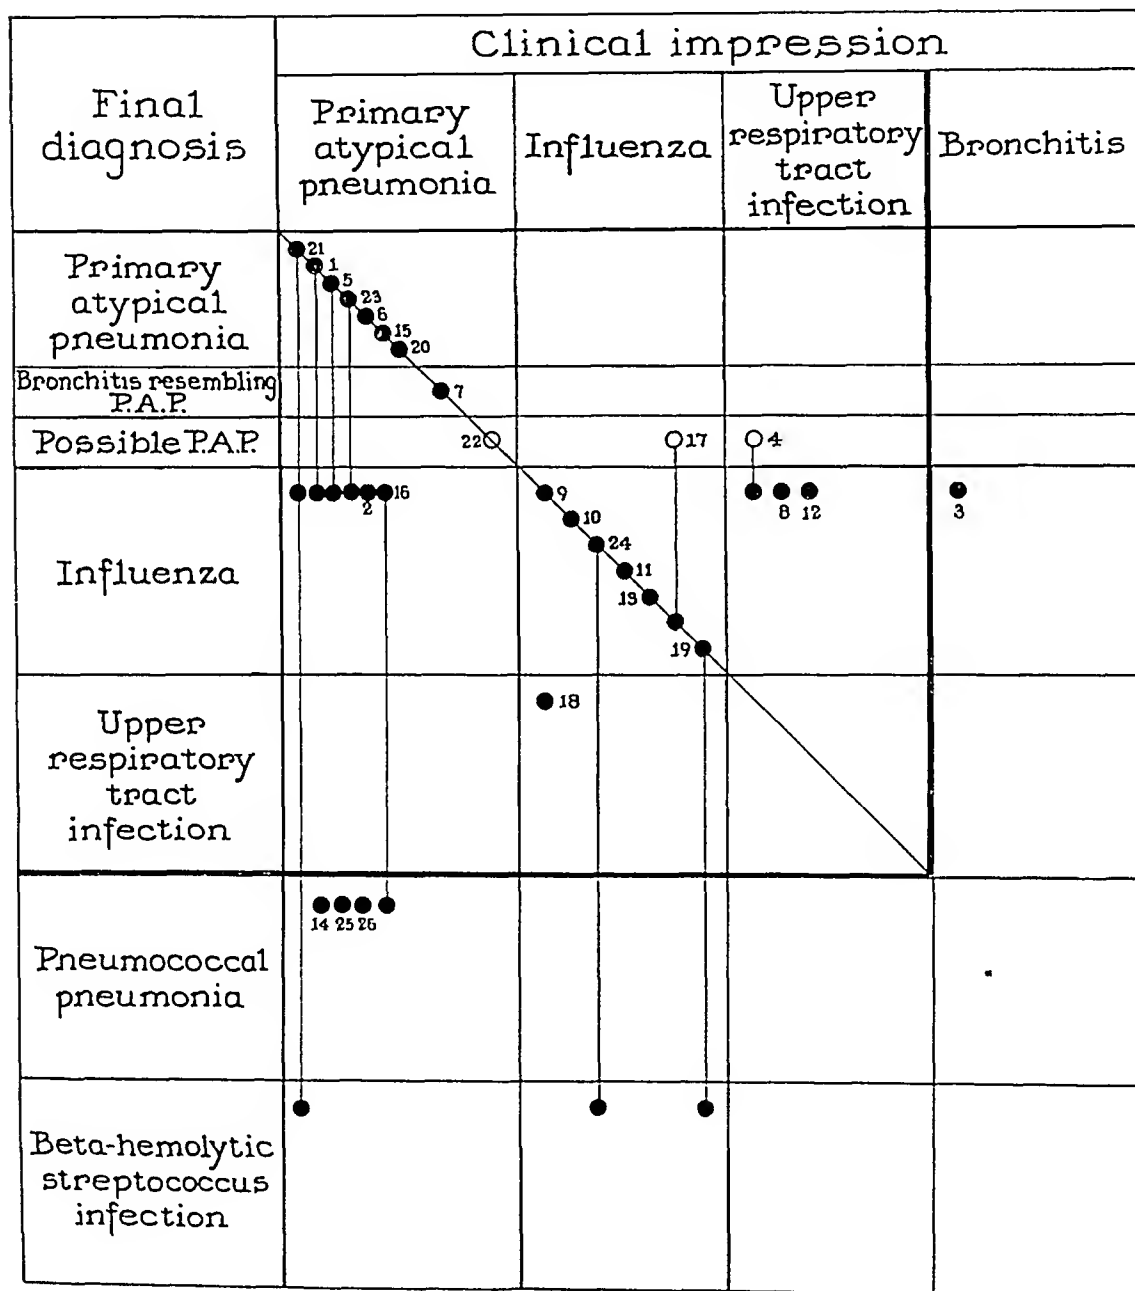 Clinical impression
Final
diagnosis
Primary
atypical
pneumonia
Influenza
Upper
respiratory
tract
infection
Bronchitis
Primary
atypical
pneumonia
21
1
5
23
6
15
20
Bronchitis resembling
P.A.P.
7
Possible P.A.P.
22
17
4
Influenza
2
16
9
10
24
11
13
19
8
12
3
Upper
respiratory
tract
infection
18
Pneumococcal
pneumonia
14 25 26
Beta-hemolytic
streptococcus
infection